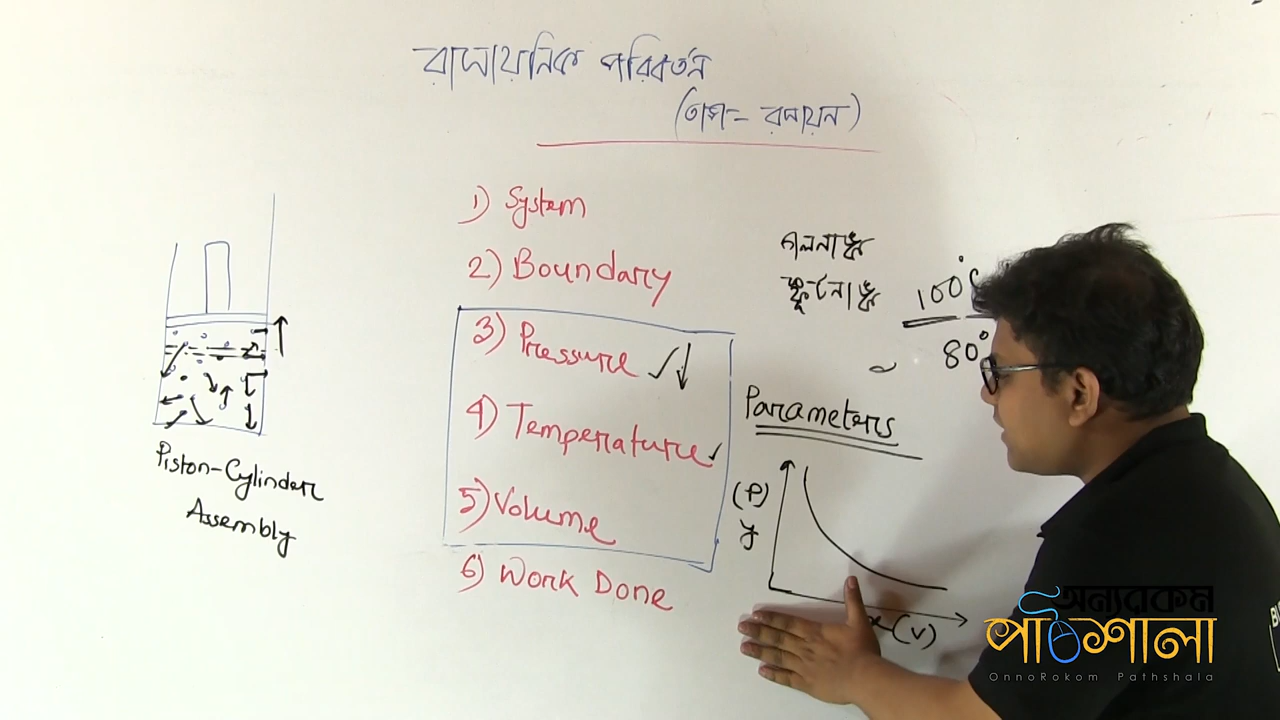 রাসায়নিক পরিবর্তন
(তাপ- রসায়ন)
1) System
2) Boundary
3) Pressure
4) Temperature
5) Volume
6) Work Done
Piston-Cylinder
Assembly
গলনাঙ্ক
স্ফুটনাঙ্ক
100°C
80°
Parameters
(P)
y
x(V)
অন্যরকম
পাঠশালা
OnnoRokom Pathshala